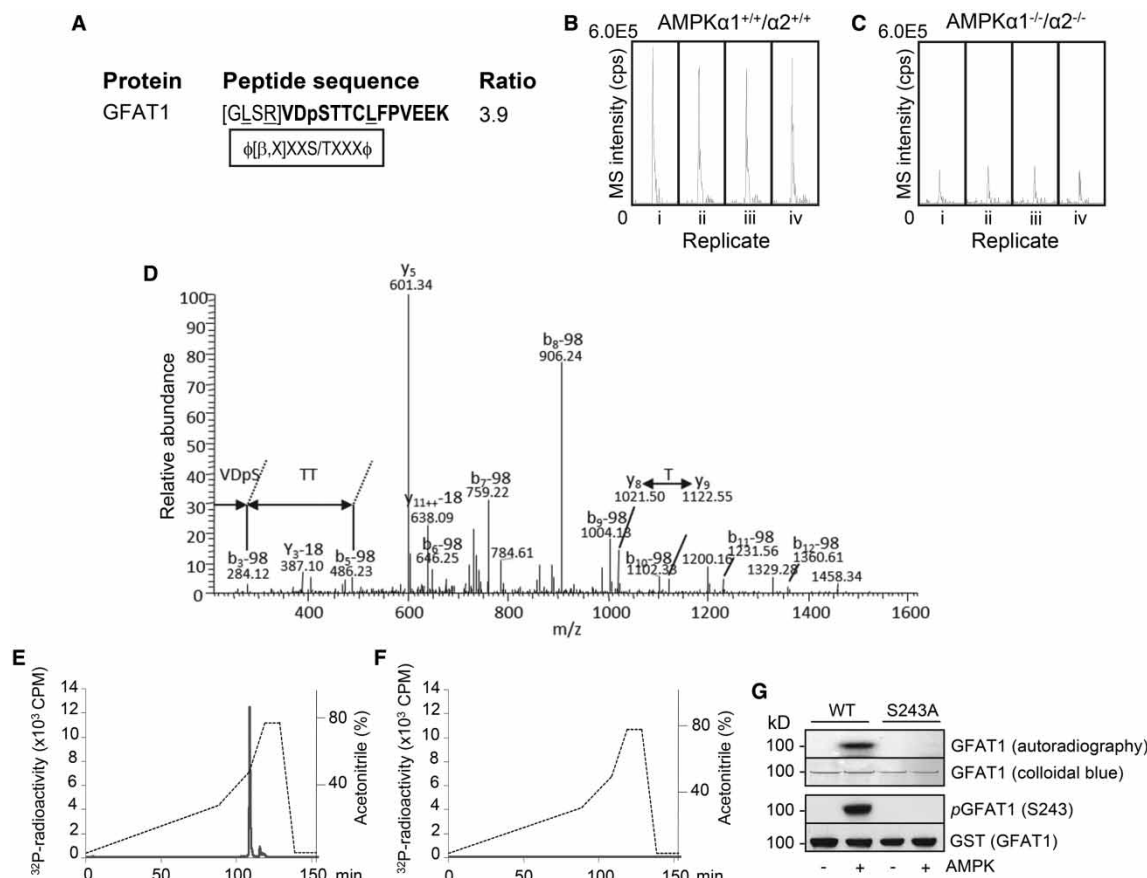 A
Protein Peptide sequence Ratio
GFAT1 [GLSR]VDpSTTCLFPVEEK 3.9
ϕ[β,X]XXS/TXXXϕ
B
AMPKα1+/+/α2+/+
6.0E5
MS intensity (cps)
0
i ii iii iv
Replicate
C
AMPKα1-/-/α2-/-
6.0E5
MS intensity (cps)
0
i ii iii iv
Replicate
D
Relative abundance
100
90
80
70
60
50
40
30
20
10
0
400 600 800 1000 1200 1400 1600
m/z
VDpS TT
y5
601.34
b8-98
906.24
b3-98
284.12
Y3-18
387.10
b5-98
486.23
y11++-18
638.09
b6-98
646.25
b7-98
759.22
784.61
b9-98
1004.13
y8 T y9
1021.50 1122.55
b10-98
1102.33
1200.16
b11-98
1231.56
1329.28
b12-98
1360.61
1458.34
E
32P-radioactivity (x10³ CPM)
14
12
10
8
6
4
2
0
0 50 100 150 min
80
40
0
Acetonitrile (%)
F
32P-radioactivity (x10³ CPM)
14
12
10
8
6
4
2
0
0 50 100 150 min
80
40
0
Acetonitrile (%)
G
WT S243A
kD
100 - GFAT1 (autoradiography)
100 - GFAT1 (colloidal blue)
pGFAT1 (S243)
100 - GST (GFAT1)
- + - + AMPK